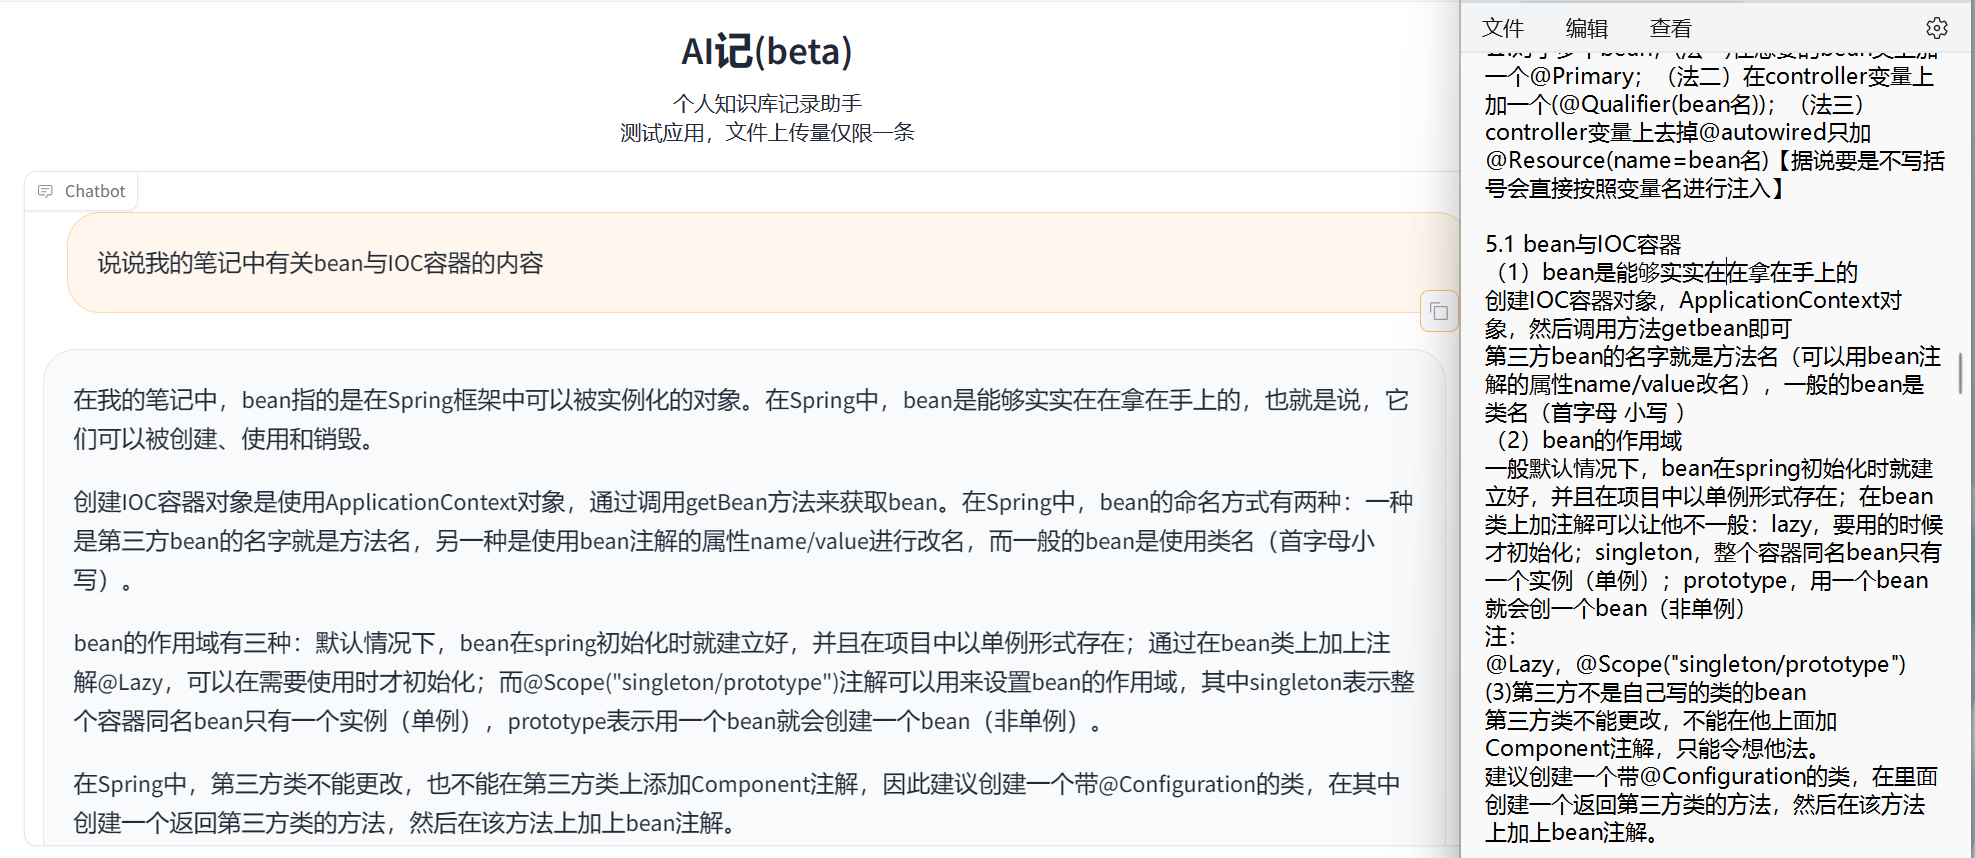 AI记(beta)
个人知识库记录助手
测试应用，文件上传量仅限一条
Chatbot
说说我的笔记中有关bean与IOC容器的内容
在我的笔记中，bean指的是在Spring框架中可以被实例化的对象。在Spring中，bean是能够实实在在拿在手上的，也就是说，它
们可以被创建、使用和销毁。
创建IOC容器对象是使用ApplicationContext对象，通过调用getBean方法来获取bean。在Spring中，bean的命名方式有两种：一种
是第三方bean的名字就是方法名，另一种是使用bean注解的属性name/value进行改名，而一般的bean是使用类名（首字母小
写）。
bean的作用域有三种：默认情况下，bean在spring初始化时就建立好，并且在项目中以单例形式存在；通过在bean类上加上注
解@Lazy，可以在需要使用时才初始化；而@Scope("singleton/prototype")注解可以用来设置bean的作用域，其中singleton表示整
个容器同名bean只有一个实例（单例），prototype表示用一个bean就会创建一个bean（非单例）。
在Spring中，第三方类不能更改，也不能在第三方类上添加Component注解，因此建议创建一个带@Configuration的类，在其中
创建一个返回第三方类的方法，然后在该方法上加上bean注解。
文件 编辑 查看
一个@Primary；（法二）在controller变量上
加一个(@Qualifier(bean名))；（法三）
controller变量上去掉@autowired只加
@Resource(name=bean名)【据说要是不写括
号会直接按照变量名进行注入】
5.1 bean与IOC容器
（1）bean是能够实实在在拿在手上的
创建IOC容器对象，ApplicationContext对
象，然后调用方法getbean即可
第三方bean的名字就是方法名（可以用bean注
解的属性name/value改名），一般的bean是
类名（首字母 小写 ）
（2）bean的作用域
一般默认情况下，bean在spring初始化时就建
立好，并且在项目中以单例形式存在；在bean
类上加注解可以让他不一般：lazy，要用的时候
才初始化；singleton，整个容器同名bean只有
一个实例（单例）；prototype，用一个bean
就会创一个bean（非单例）
注：
@Lazy，@Scope("singleton/prototype")
(3)第三方不是自己写的类的bean
第三方类不能更改，不能在他上面加
Component注解，只能令想他法。
建议创建一个带@Configuration的类，在里面
创建一个返回第三方类的方法，然后在该方法
上加上bean注解。